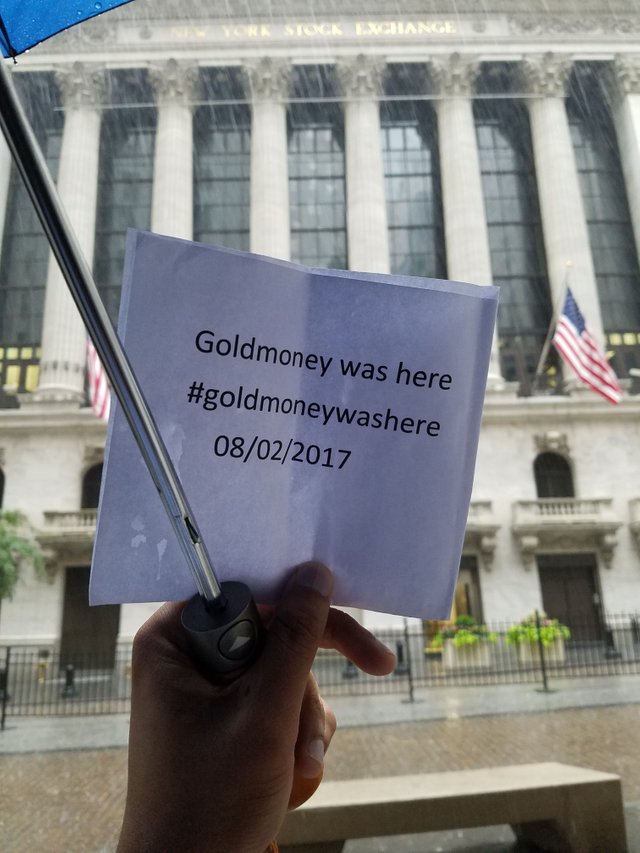 NEW YORK STOCK EXCHANGE
Goldmoney was here
#goldmoneywashere
08/02/2017